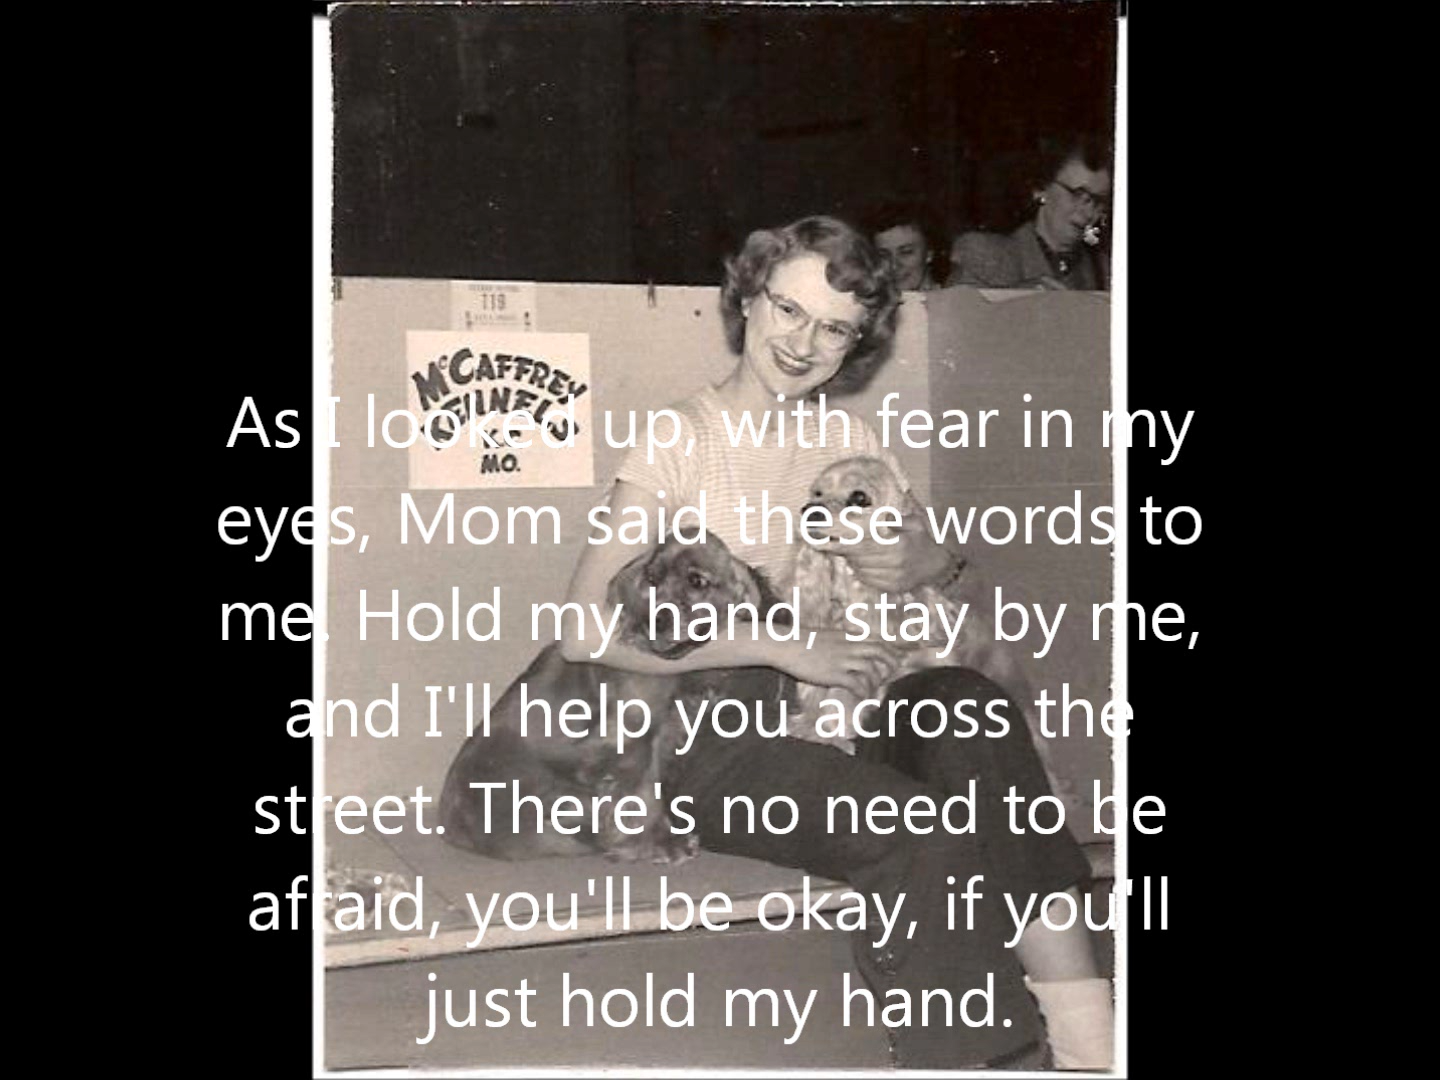 119
McCAFFREY
KENNELS
K.C.
MO.
As I looked up, with fear in my
eyes, Mom said these words to
me. Hold my hand, stay by me,
and I'll help you across the
street. There's no need to be
afraid, you'll be okay, if you'll
just hold my hand.